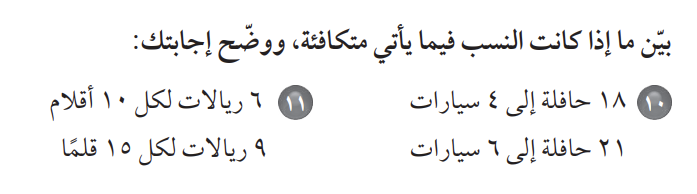 بيّن ما إذا كانت النسب فيما يأتي متكافئة، ووضّح إجابتك:
١٠ ١٨ حافلة إلى ٤ سيارات
٢١ حافلة إلى ٦ سيارات
١١ ٦ ريالات لكل ١٠ أقلام
٩ ريالات لكل ١٥ قلمًا